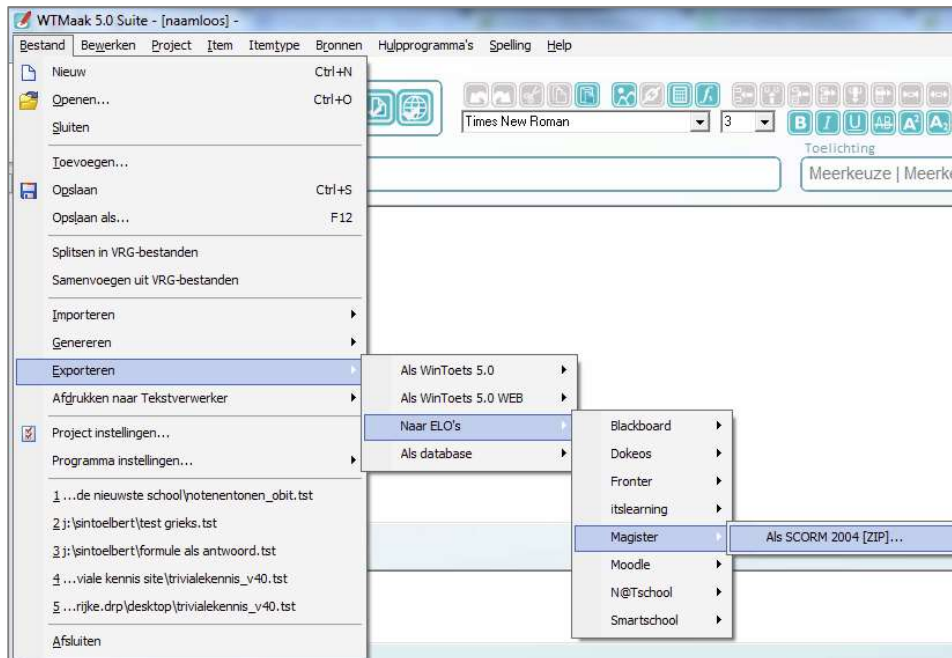 WTMaak 5.0 Suite - [naamloos] -
Bestand Bewerken Project Item Itemtype Bronnen Hulpprogramma's Spelling Help
Nieuw Ctrl+N
Openen... Ctrl+O
Sluiten
Toevoegen...
Opslaan Ctrl+S
Opslaan als... F12
Splitsen in VRG-bestanden
Samenvoegen uit VRG-bestanden
Importeren
Genereren
Exporteren
Afdrukken naar Tekstverwerker
Project instellingen...
Programma instellingen...
1 ...de nieuwste school\notenentonen_obit.tst
2 j:\sintoelbert\test grieks.tst
3 j:\sintoelbert\formule als antwoord.tst
4 ...viale kennis site\trivialekennis_v40.tst
5 ...rijke.drp\desktop\trivialekennis_v40.tst
Afsluiten
Times New Roman 3
B I U AB A² A₂
Toelichting
Meerkeuze | Meerke
Als WinToets 5.0
Als WinToets 5.0 WEB
Naar ELO's
Als database
Blackboard
Dokeos
Fronter
itslearning
Magister
Moodle
N@Tschool
Smartschool
Als SCORM 2004 [ZIP]...